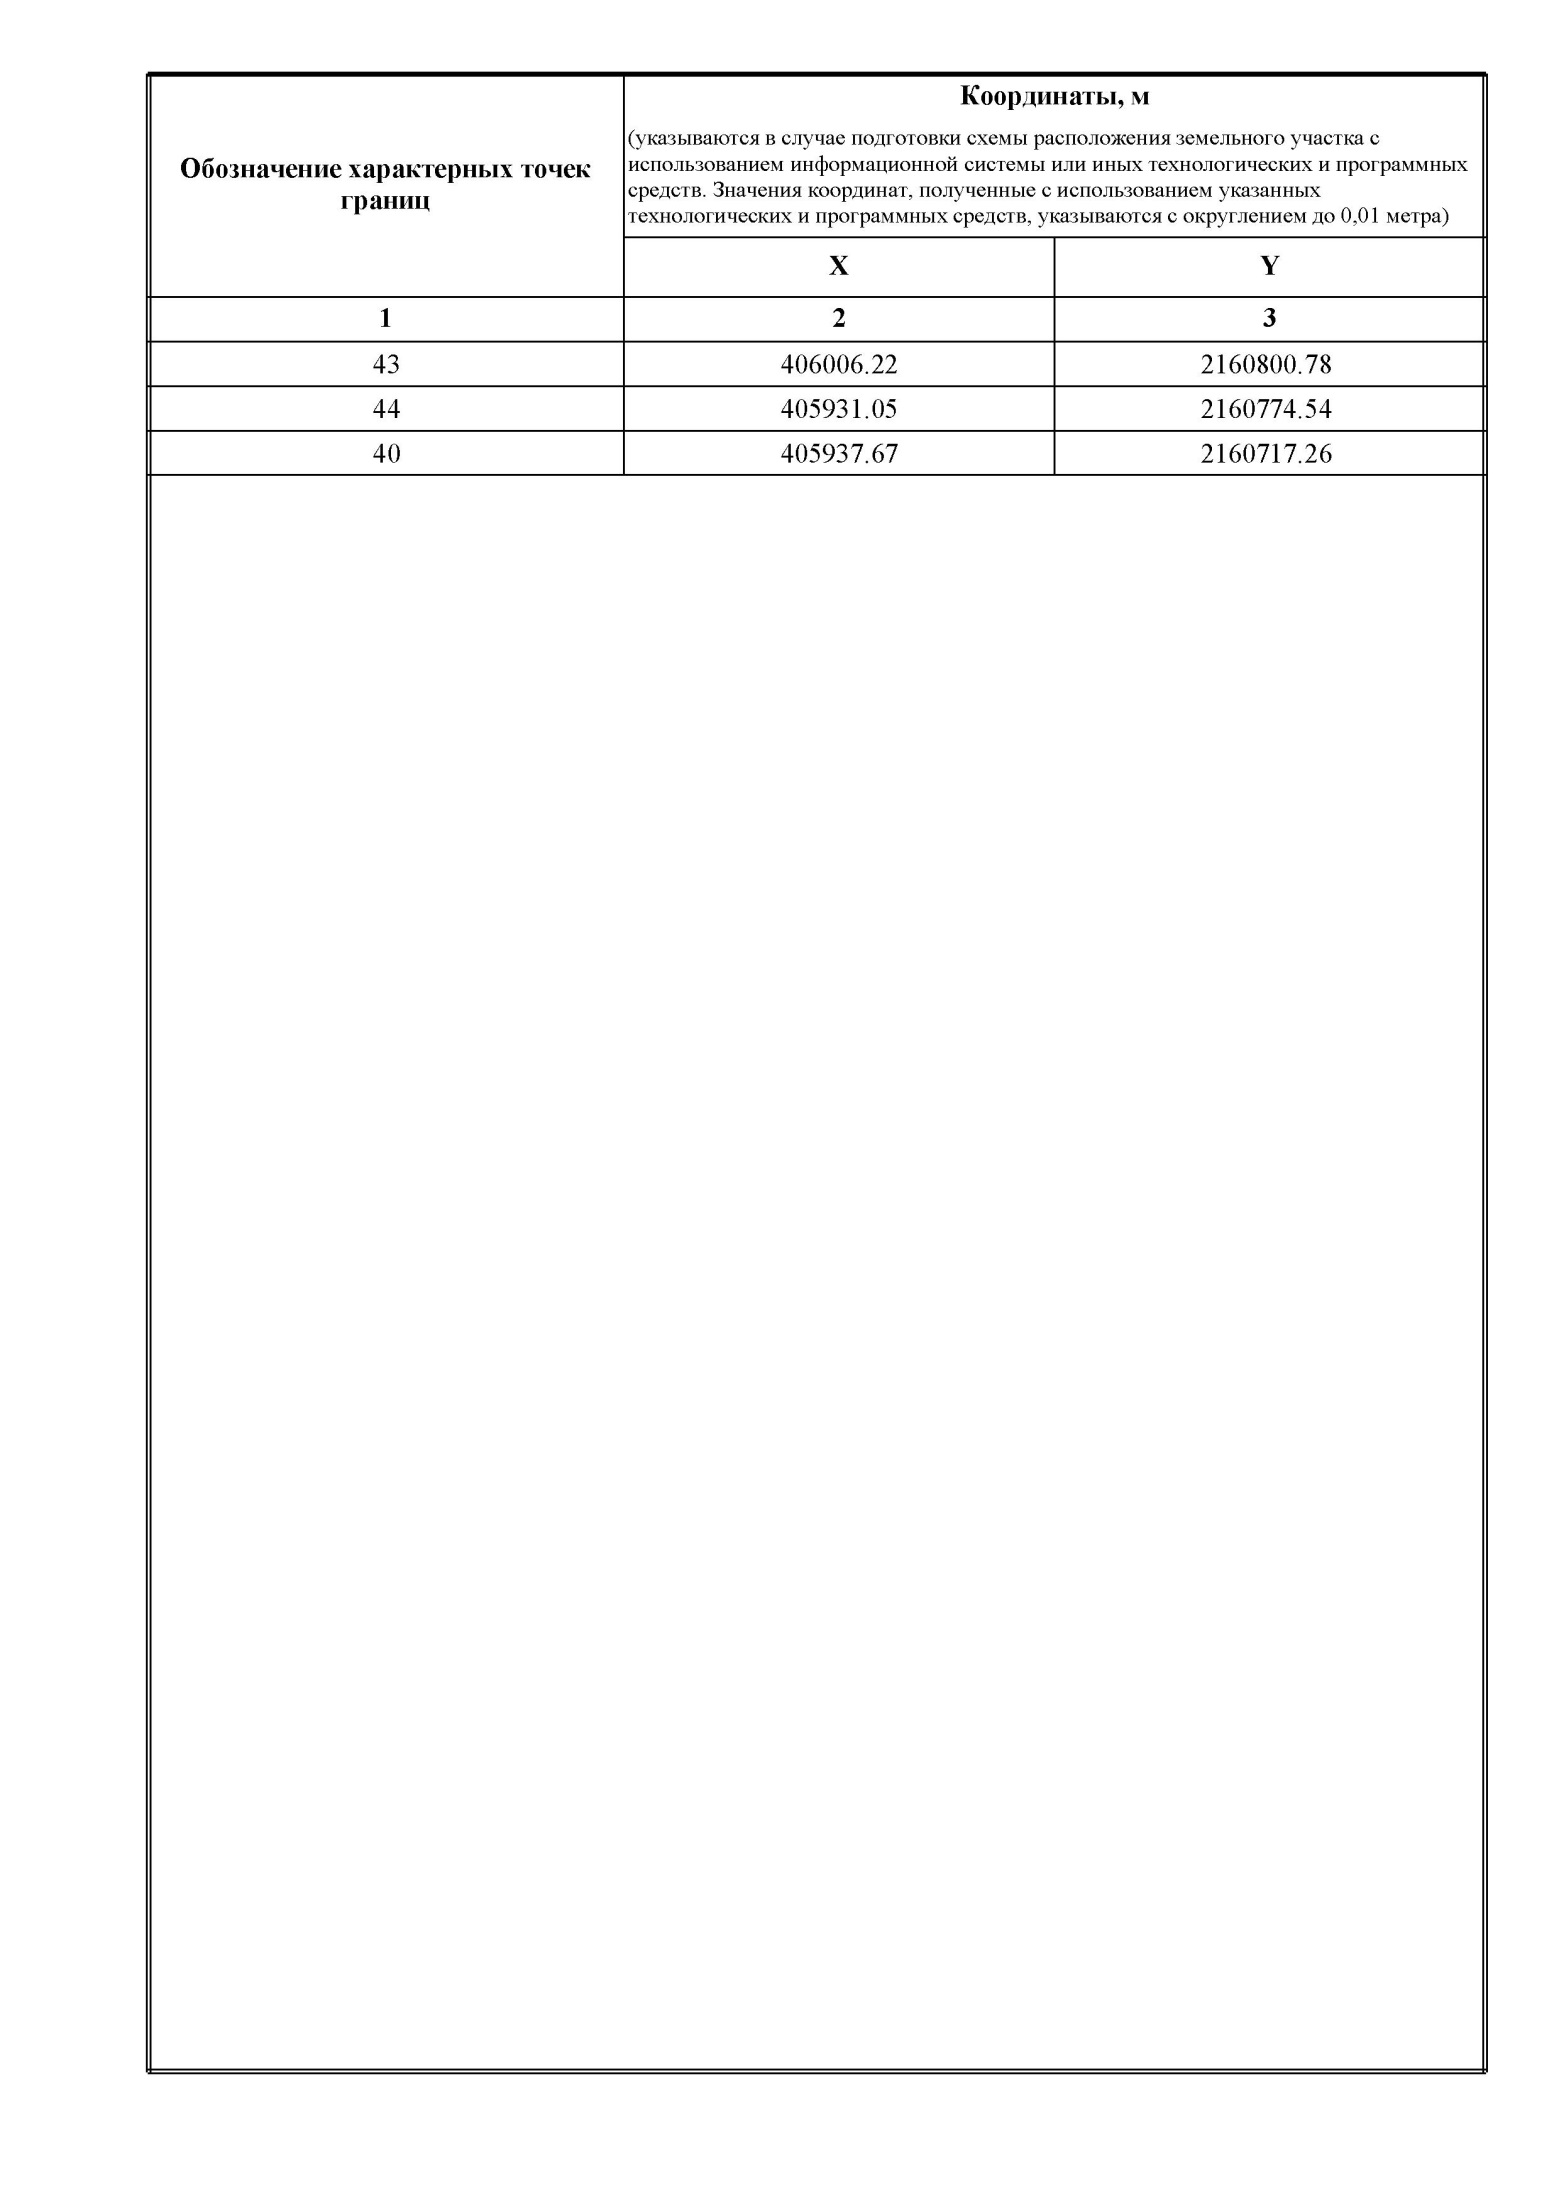 Обозначение характерных точек
границ
Координаты, м
(указываются в случае подготовки схемы расположения земельного участка с
использованием информационной системы или иных технологических и программных
средств. Значения координат, полученные с использованием указанных
технологических и программных средств, указываются с округлением до 0,01 метра)
X Y
1 2 3
43 406006.22 2160800.78
44 405931.05 2160774.54
40 405937.67 2160717.26